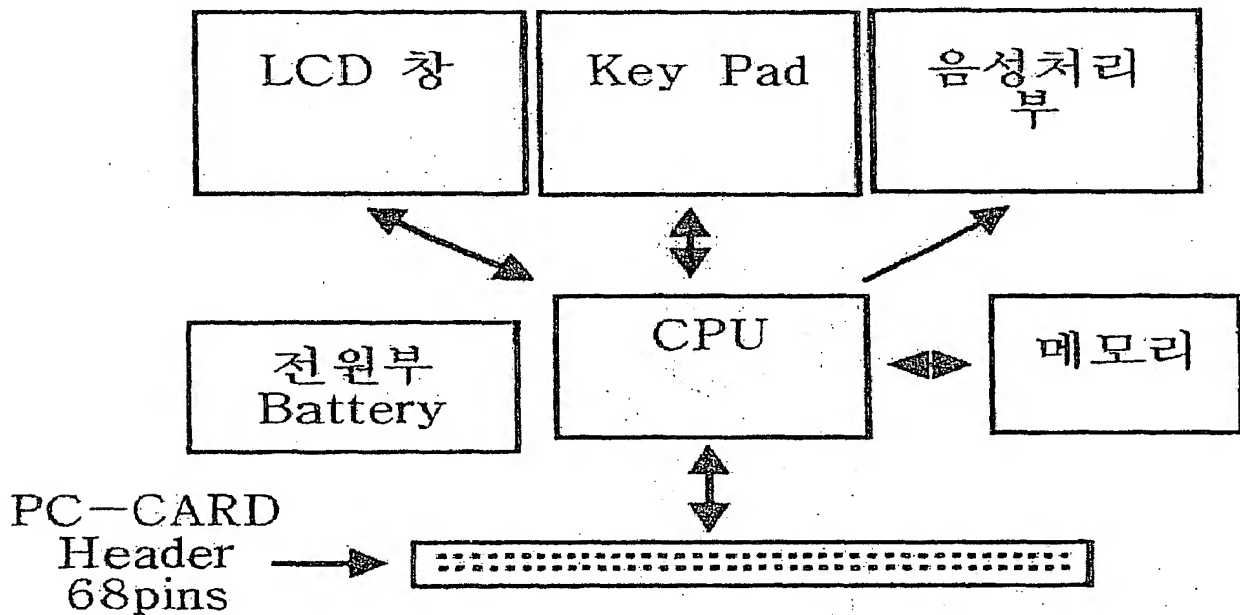 LCD 창
Key Pad
음성처리
부
전원부
Battery
CPU
메모리
PC-CARD
Header
68pins